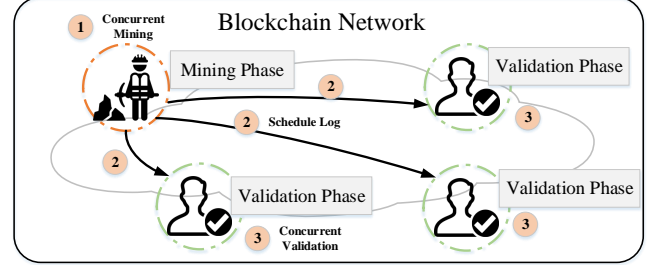 Blockchain Network
1
Concurrent
Mining
Mining Phase
Validation Phase
2
3
2
Schedule Log
2
Validation Phase
Validation Phase
3
Concurrent
Validation
3